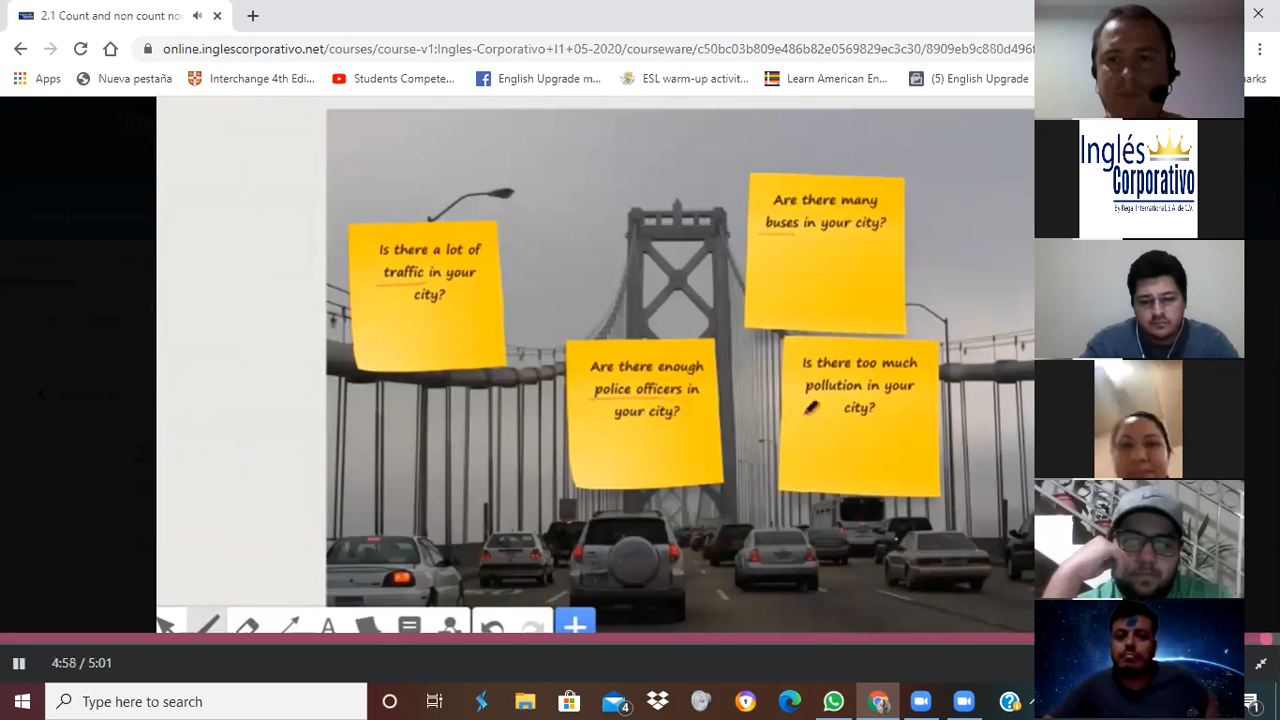 2.1 Count and non count no
online.inglescorporativo.net/courses/course-v1:Ingles-Corporativo+I1+05-2020/courseware/c50bc03b809e486b82e0569829ec3c30/8909eb9c880d496f
Apps
Nueva pestaña
Interchange 4th Edi...
Students Compete...
English Upgrade m...
ESL warm-up activit...
Learn American En...
(5) English Upgrade
Inglés
Corporativo
Is there a lot of
traffic in your
city?
Are there many
buses in your city?
Are there enough
police officers in
your city?
Is there too much
pollution in your
city?
A
4:58 / 5:01
Type here to search
4
1